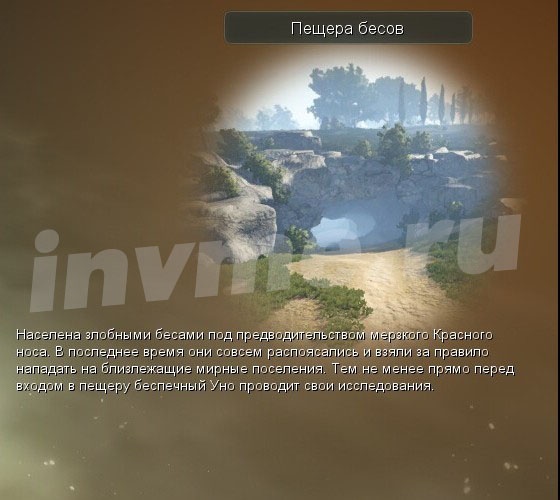 Пещера бесов
Населена злобными бесами под предводительством мерзкого Красного
носа. В последнее время они совсем распоясались и взяли за правило
нападать на близлежащие мирные поселения. Тем не менее прямо перед
входом в пещеру беспечный Уно проводит свои исследования.